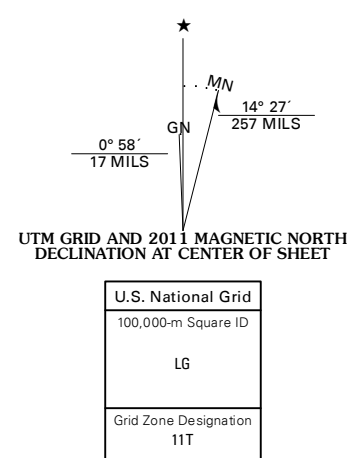 ★
MN
14° 27´
257 MILS
GN
0° 58´
17 MILS
UTM GRID AND 2011 MAGNETIC NORTH
DECLINATION AT CENTER OF SHEET
U.S. National Grid
100,000-m Square ID
LG
Grid Zone Designation
11T